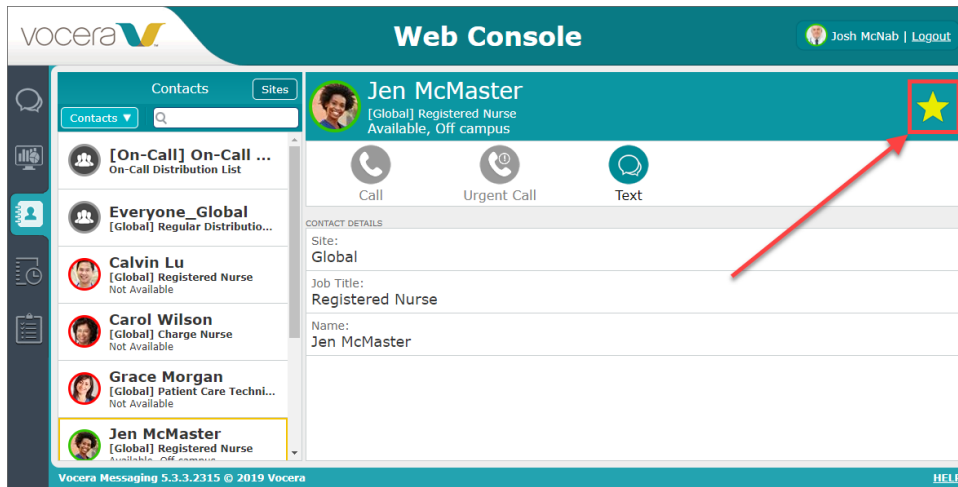 vocera
Web Console
Josh McNab | Logout
Contacts
Sites
Contacts ▼
[On-Call] On-Call ...
On-Call Distribution List
Everyone_Global
[Global] Regular Distributio...
Calvin Lu
[Global] Registered Nurse
Not Available
Carol Wilson
[Global] Charge Nurse
Not Available
Grace Morgan
[Global] Patient Care Techni...
Not Available
Jen McMaster
[Global] Registered Nurse
Available, Off campus
Jen McMaster
[Global] Registered Nurse
Available, Off campus
Call
Urgent Call
Text
CONTACT DETAILS
Site:
Global
Job Title:
Registered Nurse
Name:
Jen McMaster
Vocera Messaging 5.3.3.2315 © 2019 Vocera
HELP